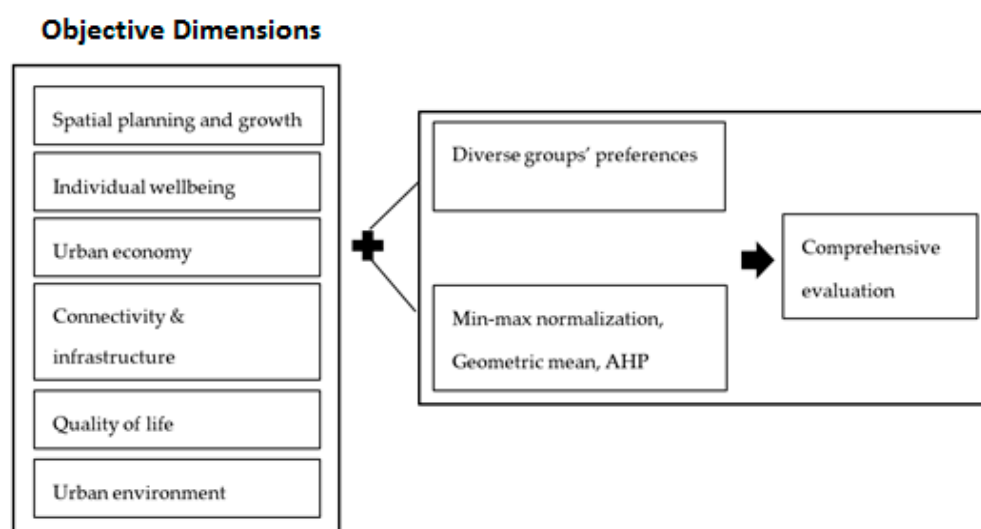 Objective Dimensions
Spatial planning and growth
Individual wellbeing
Urban economy
Connectivity &
infrastructure
Quality of life
Urban environment
Diverse groups’ preferences
Min-max normalization,
Geometric mean, AHP
Comprehensive
evaluation